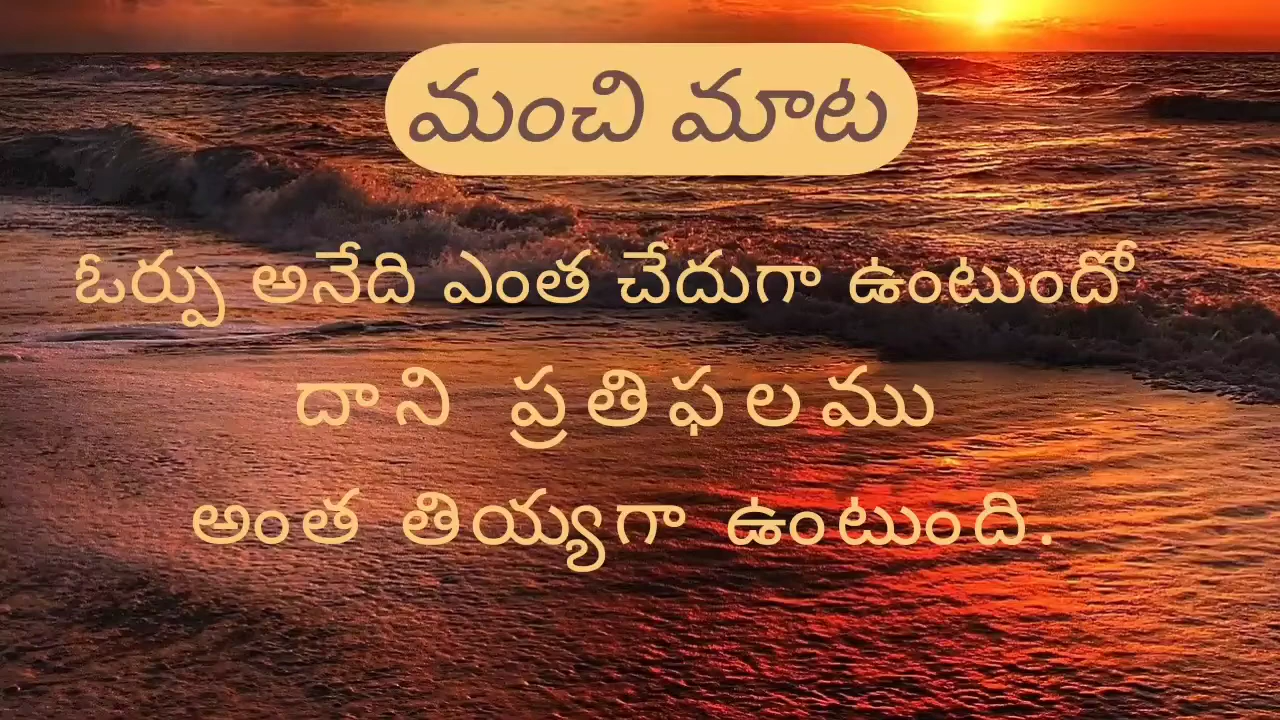 మంచి మాట
ఓర్పు అనేది ఎంత చేదుగా ఉంటుందో
దాని ప్రతిఫలము
అంత తియ్యగా ఉంటుంది.